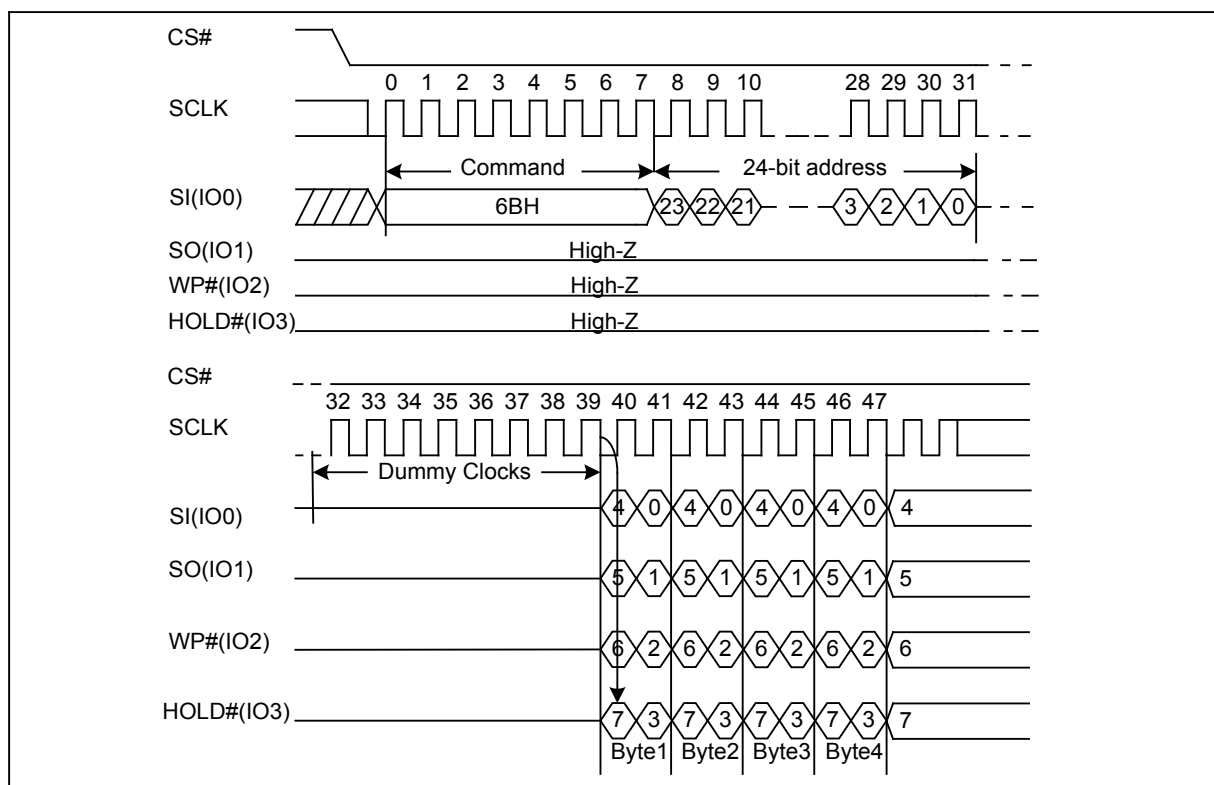 CS#
0 1 2 3 4 5 6 7 8 9 10 28 29 30 31
SCLK
Command 24-bit address
SI(IO0) 6BH 23 22 21 3 2 1 0
SO(IO1) High-Z
WP#(IO2) High-Z
HOLD#(IO3) High-Z
CS#
32 33 34 35 36 37 38 39 40 41 42 43 44 45 46 47
SCLK
Dummy Clocks
SI(IO0) 4 0 4 0 4 0 4 0 4
SO(IO1) 5 1 5 1 5 1 5 1 5
WP#(IO2) 6 2 6 2 6 2 6 2 6
HOLD#(IO3) 7 3 7 3 7 3 7 3 7
Byte1 Byte2 Byte3 Byte4